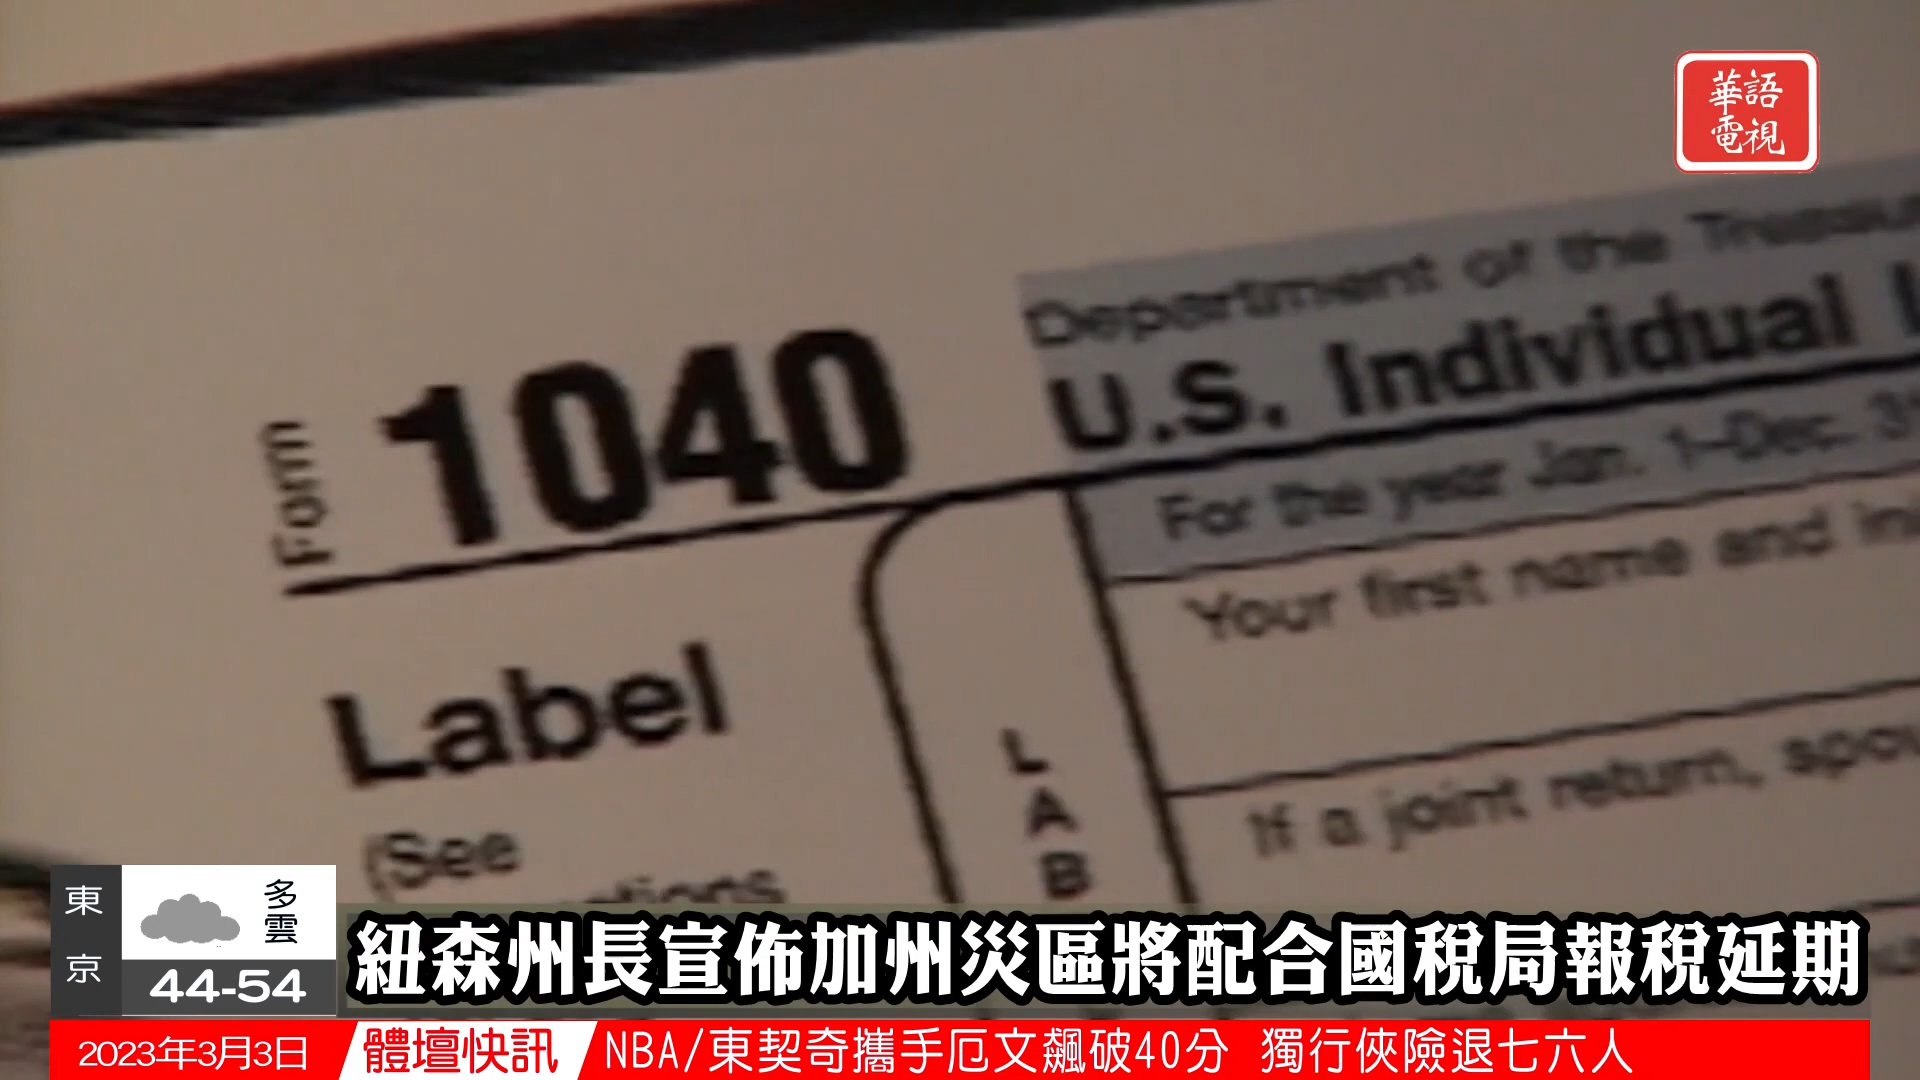 華語
電視
Department of the
U.S. Individual
Form 1040
For the year Jan. 1–Dec. 31
Your first name and
Label
If a joint return,
(See
L
A
B
東京
多雲
44-54
紐森州長宣佈加州災區將配合國稅局報稅延期
2023年3月3日
體壇快訊
NBA/東契奇攜手厄文飆破40分 獨行俠險退七六人